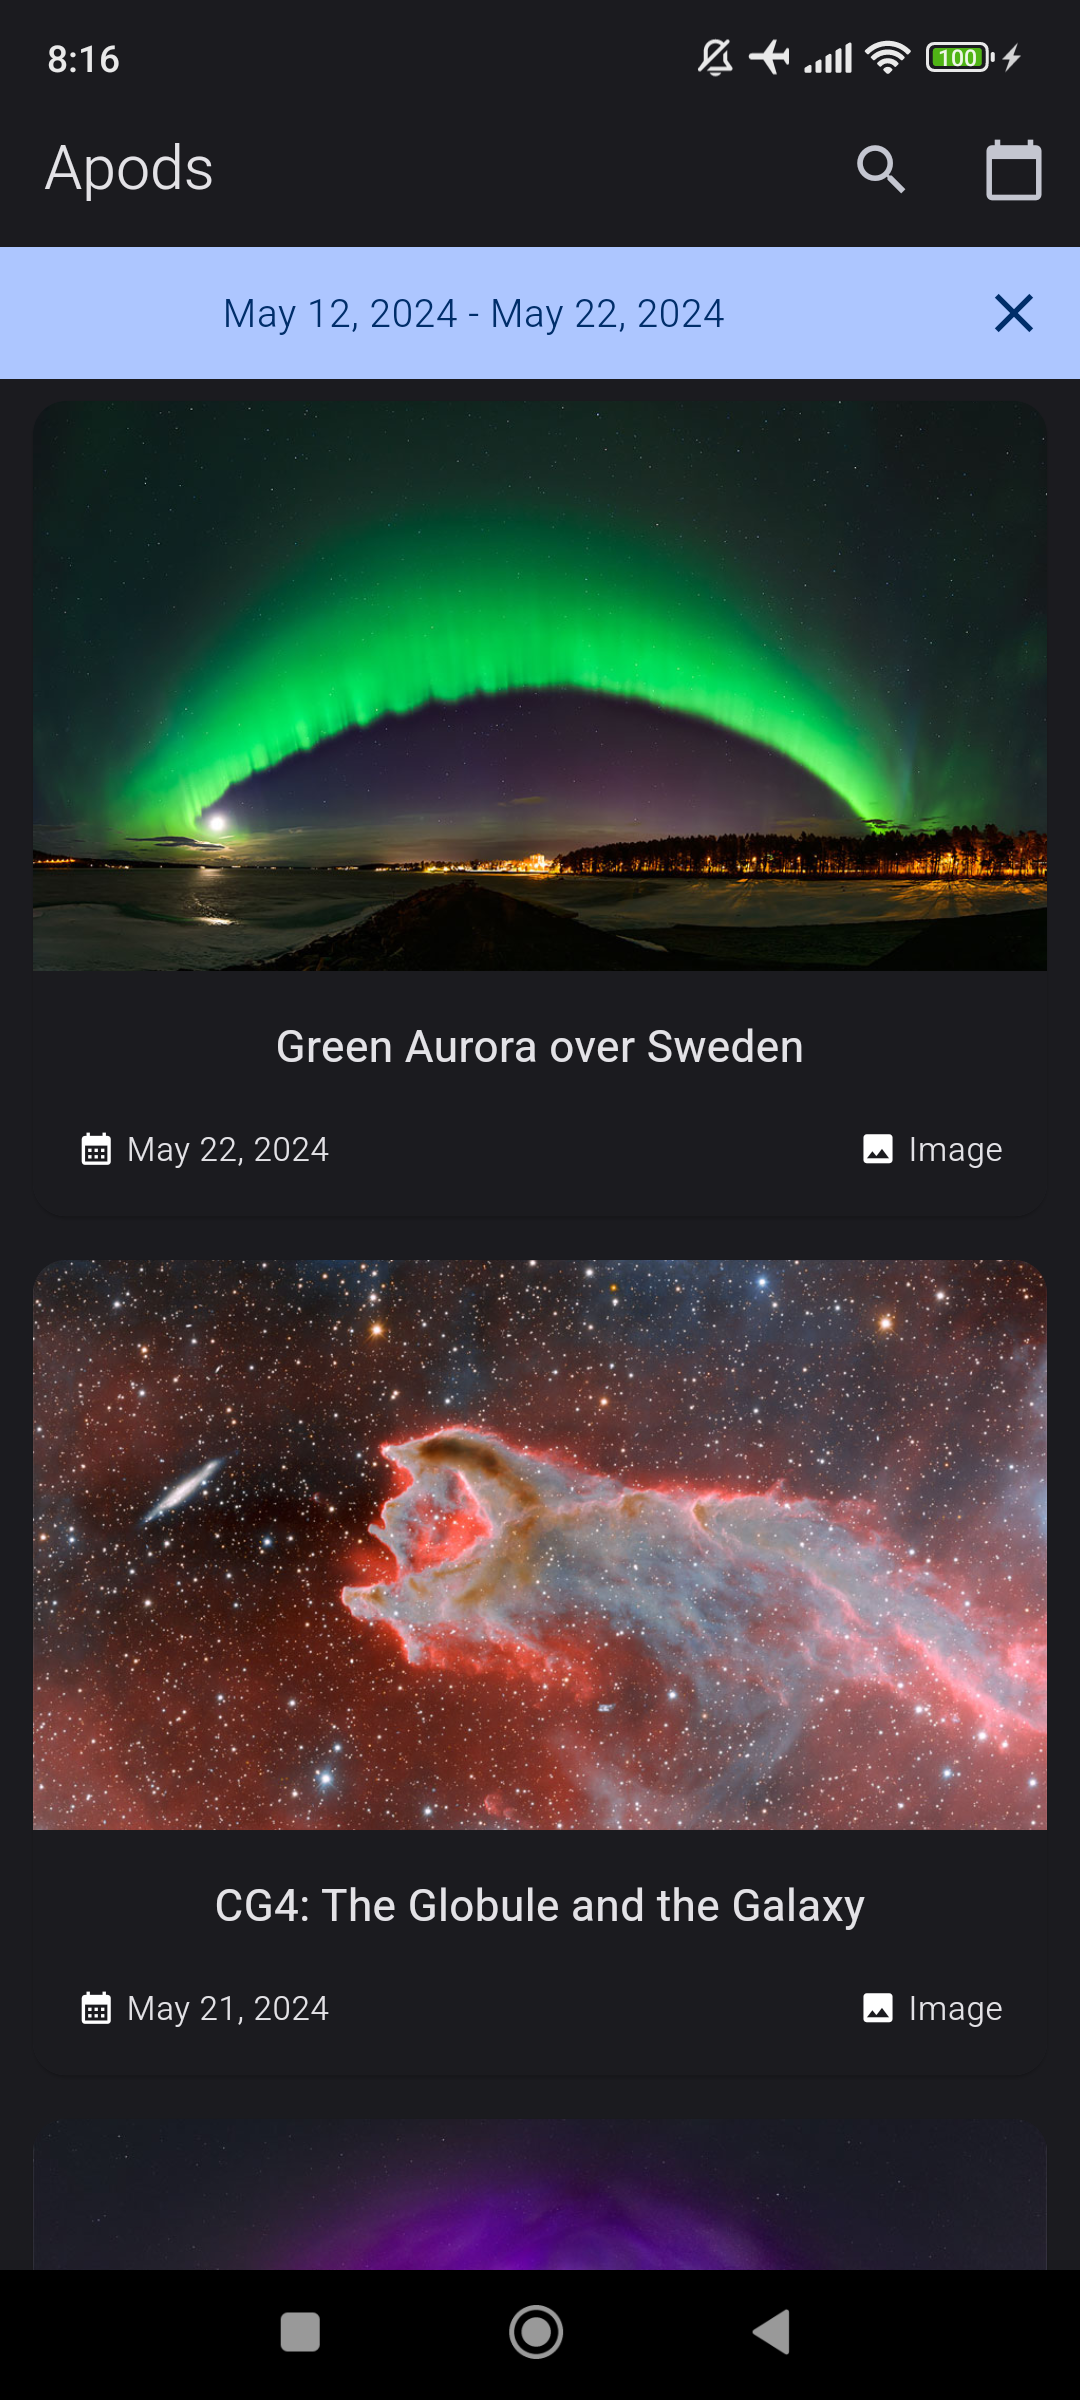 8:16
100
Apods
May 12, 2024 - May 22, 2024
Green Aurora over Sweden
May 22, 2024
Image
CG4: The Globule and the Galaxy
May 21, 2024
Image